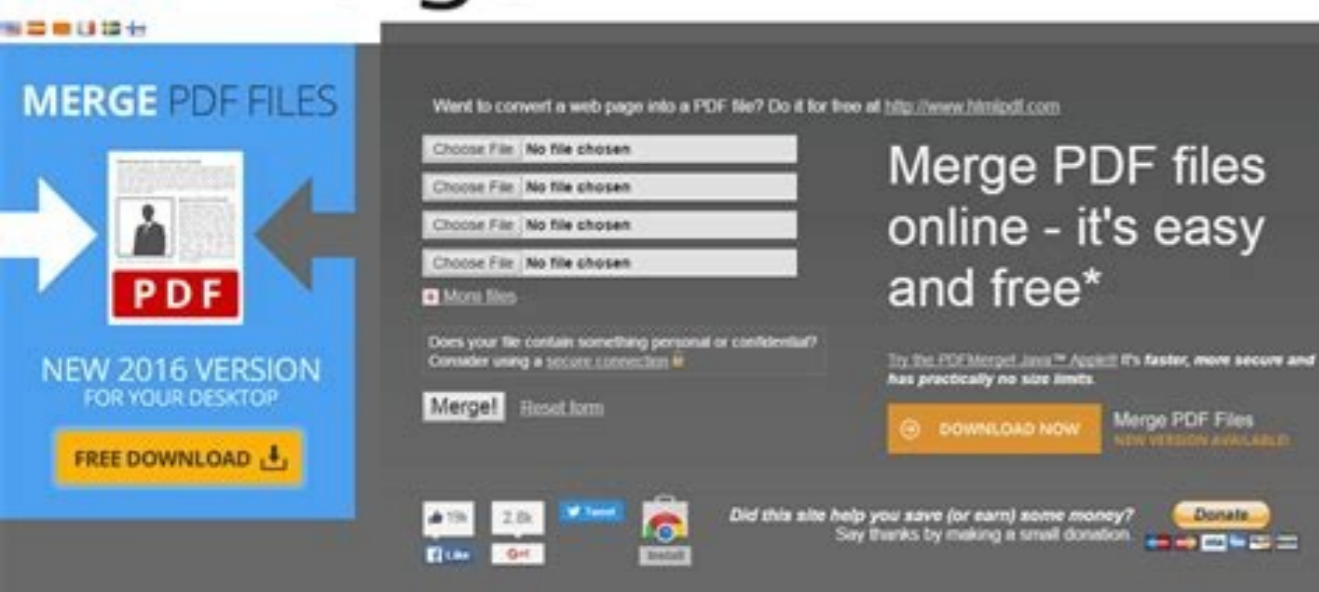 MERGE PDF FILES
PDF
NEW 2016 VERSION
FOR YOUR DESKTOP
FREE DOWNLOAD
Want to convert a web page into a PDF file? Do it for free at http://www.htmlpdf.com
Choose File No file chosen
Choose File No file chosen
Choose File No file chosen
Choose File No file chosen
More files
Does your file contain something personal or confidential?
Consider using a secure connection
Merge! Reset form
Merge PDF files
online - it's easy
and free*
Try the PDFMerge! Java™ Applet! It's faster, more secure and
has practically no size limits.
DOWNLOAD NOW
Merge PDF Files
NEW VERSION AVAILABLE!
19k
Like
2.8k
G+1
Tweet
Install
Did this site help you save (or earn) some money?
Say thanks by making a small donation.
Donate
VISA